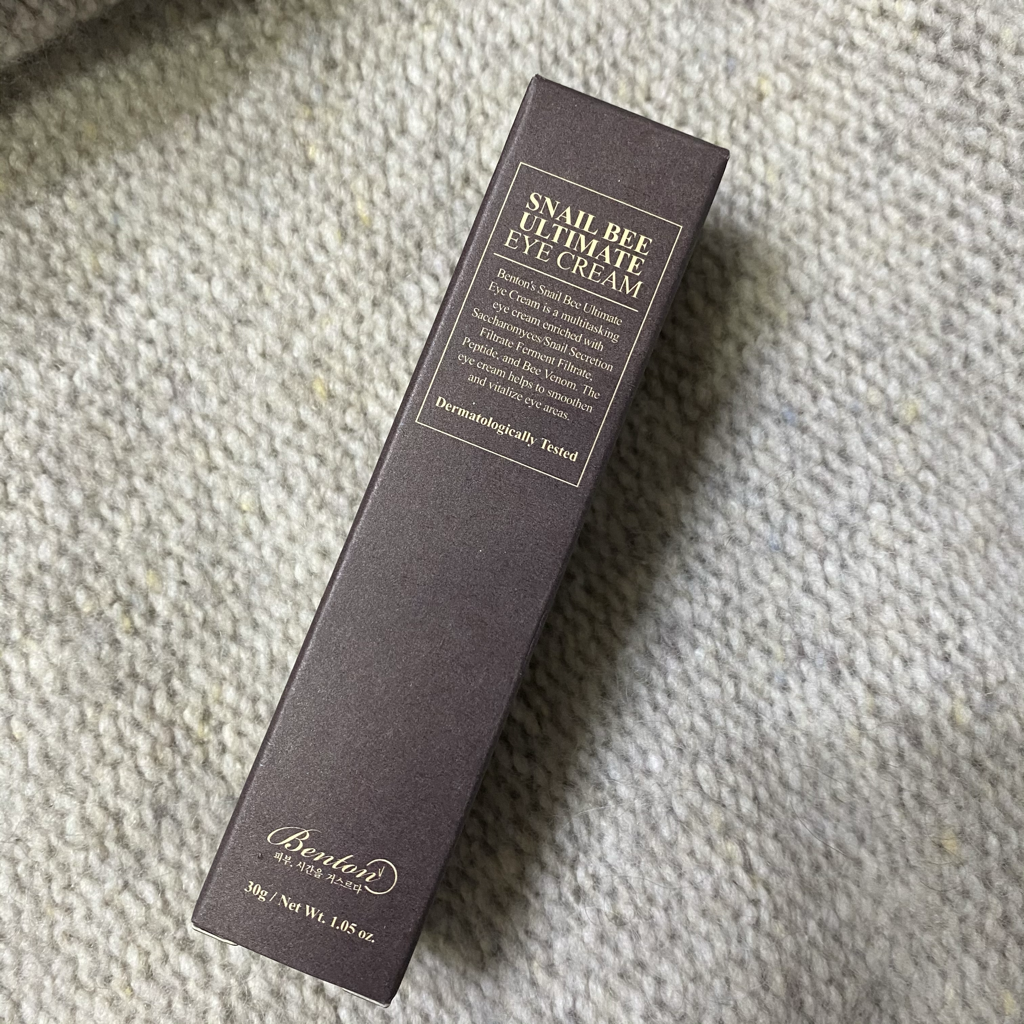 SNAIL BEE
ULTIMATE
EYE CREAM
Benton's Snail Bee Ultimate
Eye Cream is a multitasking
eye cream enriched with
Saccharomyces/Snail Secretion
Filtrate Ferment Filtrate,
Peptide, and Bee Venom. The
eye cream helps to smoothen
and vitalize eye areas.
Dermatologically Tested
Benton
피부, 시간을 거스르다
30g / Net Wt. 1.05 oz.